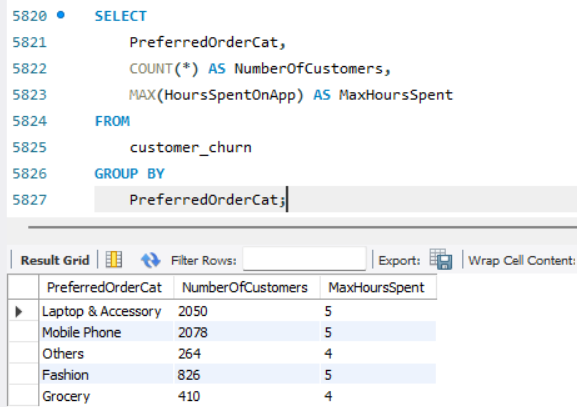 5820 SELECT
5821 PreferredOrderCat,
5822 COUNT(*) AS NumberOfCustomers,
5823 MAX(HoursSpentOnApp) AS MaxHoursSpent
5824 FROM
5825 customer_churn
5826 GROUP BY
5827 PreferredOrderCat;
Result Grid Filter Rows: Export: Wrap Cell Content:
PreferredOrderCat NumberOfCustomers MaxHoursSpent
Laptop & Accessory 2050 5
Mobile Phone 2078 5
Others 264 4
Fashion 826 5
Grocery 410 4